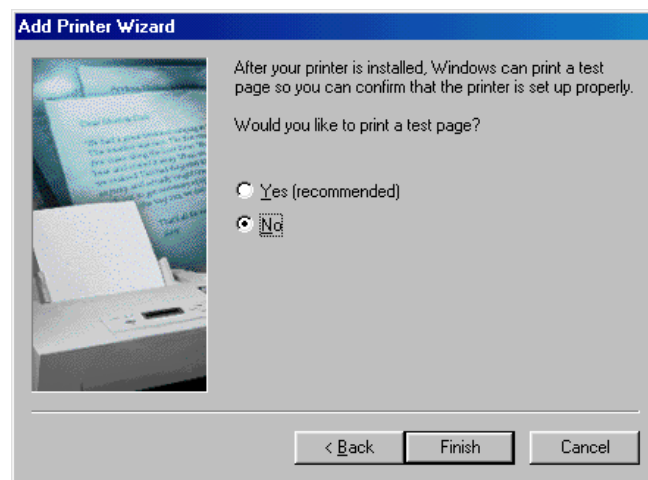 Add Printer Wizard
After your printer is installed, Windows can print a test
page so you can confirm that the printer is set up properly.
Would you like to print a test page?
Yes (recommended)
No
< Back
Finish
Cancel